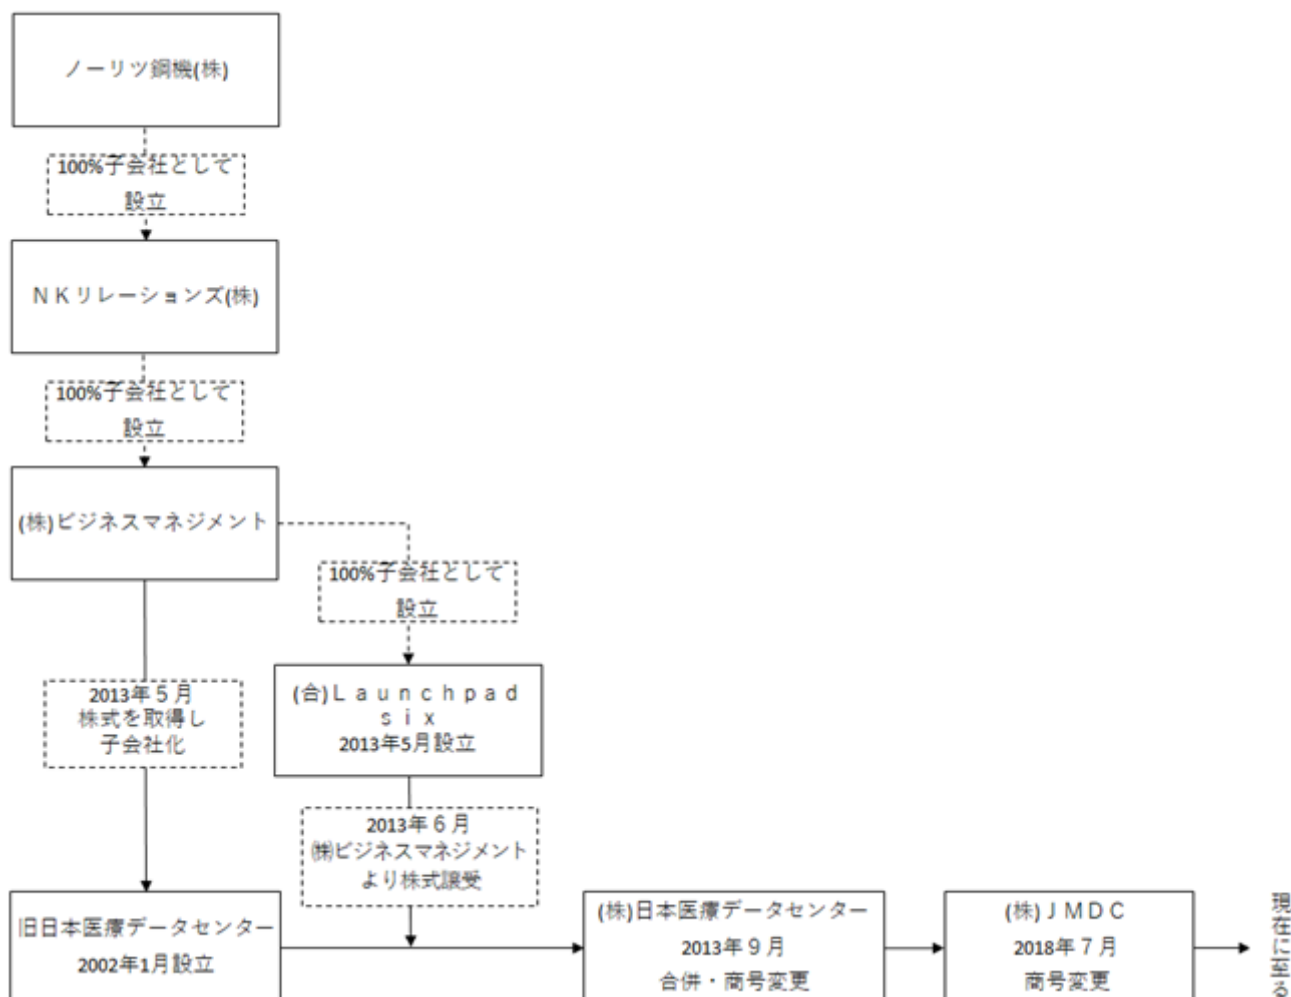 ノーリツ鋼機(株)
100%子会社として
設立
ＮＫリレーションズ(株)
100%子会社として
設立
(株)ビジネスマネジメント
100%子会社として
設立
2013年５月
株式を取得し
子会社化
(合)Ｌａｕｎｃｈｐａｄ
ｓｉｘ
2013年5月設立
2013年６月
㈱ビジネスマネジメント
より株式譲受
旧日本医療データセンター
2002年1月設立
(株)日本医療データセンター
2013年９月
合併・商号変更
(株)ＪＭＤＣ
2018年７月
商号変更
現在に至る